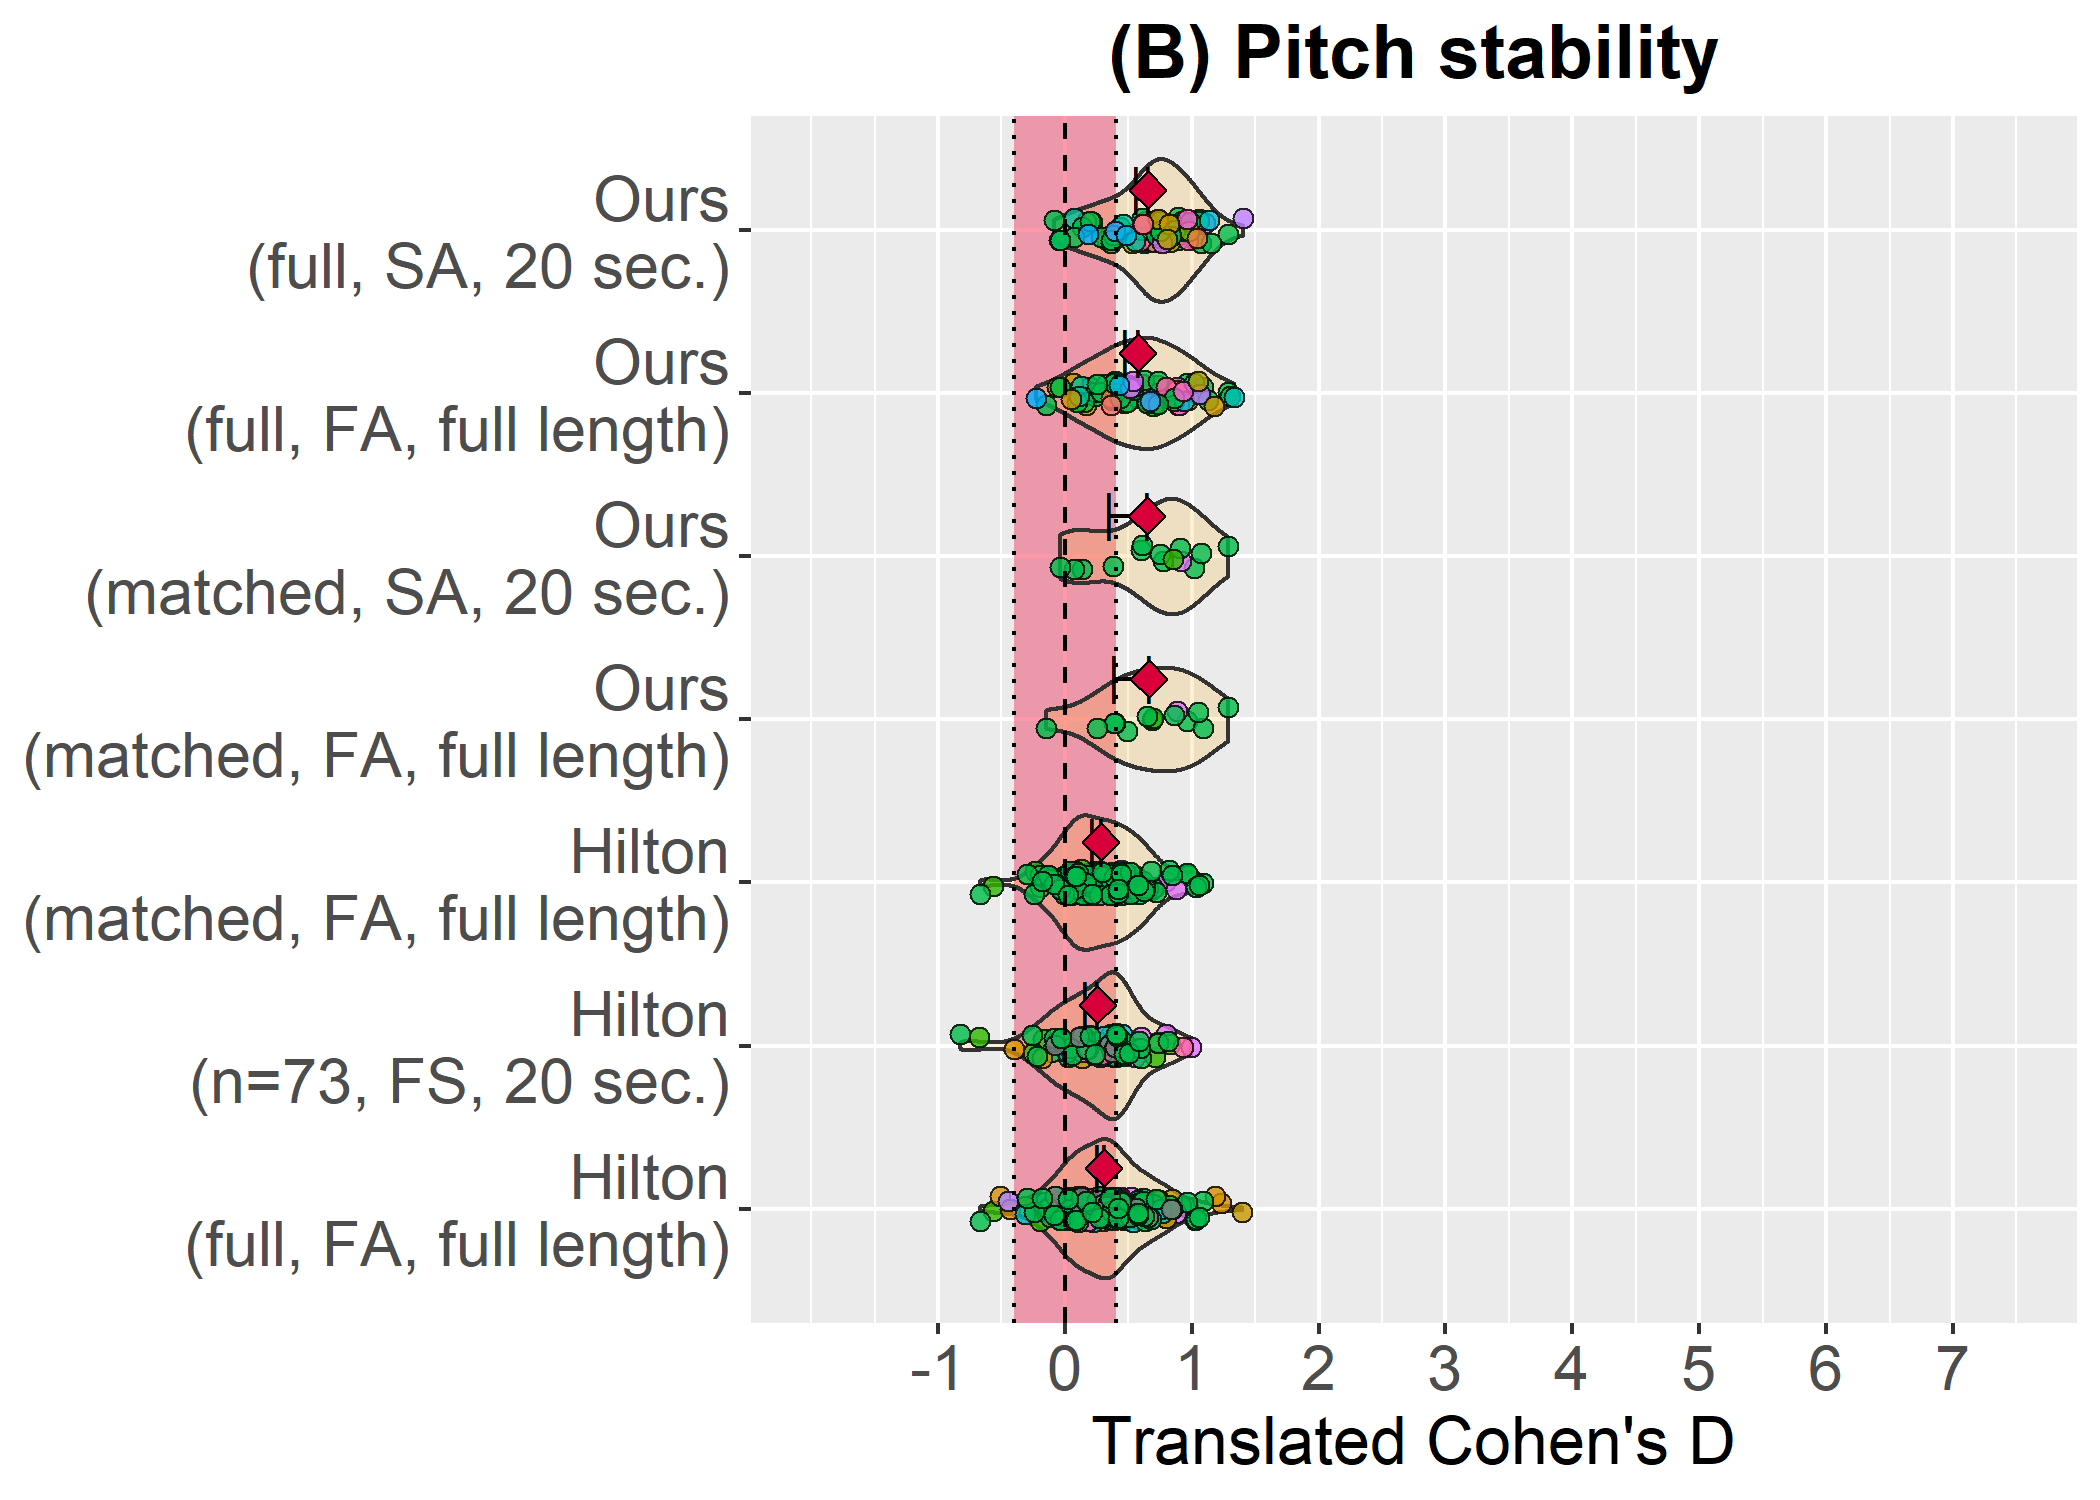 (B) Pitch stability
Ours
(full, SA, 20 sec.)
Ours
(full, FA, full length)
Ours
(matched, SA, 20 sec.)
Ours
(matched, FA, full length)
Hilton
(matched, FA, full length)
Hilton
(n=73, FS, 20 sec.)
Hilton
(full, FA, full length)
-1 0 1 2 3 4 5 6 7
Translated Cohen's D